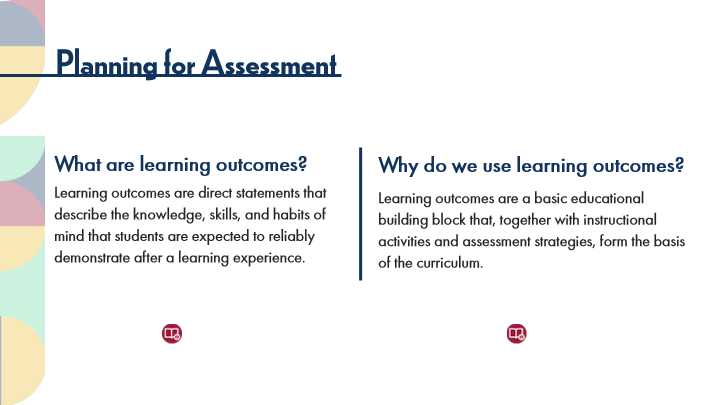 Planning for Assessment
What are learning outcomes?
Learning outcomes are direct statements that
describe the knowledge, skills, and habits of
mind that students are expected to reliably
demonstrate after a learning experience.
Why do we use learning outcomes?
Learning outcomes are a basic educational
building block that, together with instructional
activities and assessment strategies, form the basis
of the curriculum.